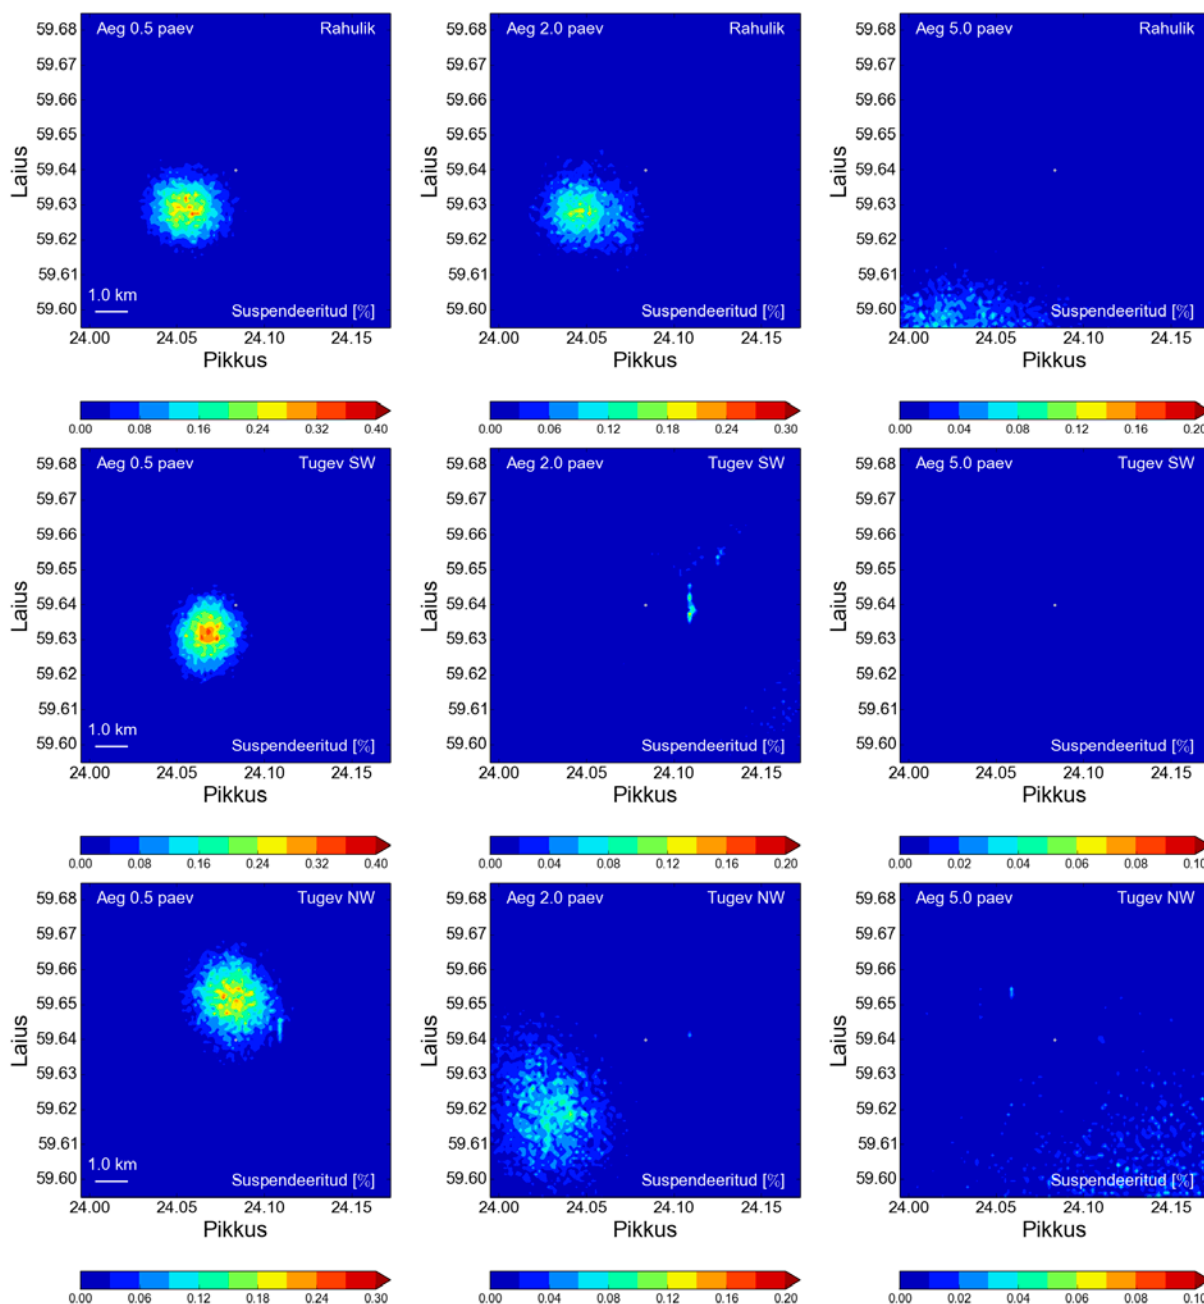 Aeg 0.5 paev Rahulik
59.68
59.67
59.66
59.65
59.64
59.63
59.62
59.61
59.60
Laius
1.0 km
Suspendeeritud [%]
24.00 24.05 24.10 24.15
Pikkus
0.00 0.08 0.16 0.24 0.32 0.40
Aeg 2.0 paev Rahulik
59.68
59.67
59.66
59.65
59.64
59.63
59.62
59.61
59.60
Laius
Suspendeeritud [%]
24.00 24.05 24.10 24.15
Pikkus
0.00 0.06 0.12 0.18 0.24 0.30
Aeg 5.0 paev Rahulik
59.68
59.67
59.66
59.65
59.64
59.63
59.62
59.61
59.60
Laius
Suspendeeritud [%]
24.00 24.05 24.10 24.15
Pikkus
0.00 0.04 0.08 0.12 0.16 0.20
Aeg 0.5 paev Tugev SW
59.68
59.67
59.66
59.65
59.64
59.63
59.62
59.61
59.60
Laius
1.0 km
Suspendeeritud [%]
24.00 24.05 24.10 24.15
Pikkus
0.00 0.08 0.16 0.24 0.32 0.40
Aeg 2.0 paev Tugev SW
59.68
59.67
59.66
59.65
59.64
59.63
59.62
59.61
59.60
Laius
Suspendeeritud [%]
24.00 24.05 24.10 24.15
Pikkus
0.00 0.04 0.08 0.12 0.16 0.20
Aeg 5.0 paev Tugev SW
59.68
59.67
59.66
59.65
59.64
59.63
59.62
59.61
59.60
Laius
Suspendeeritud [%]
24.00 24.05 24.10 24.15
Pikkus
0.00 0.02 0.04 0.06 0.08 0.10
Aeg 0.5 paev Tugev NW
59.68
59.67
59.66
59.65
59.64
59.63
59.62
59.61
59.60
Laius
1.0 km
Suspendeeritud [%]
24.00 24.05 24.10 24.15
Pikkus
0.00 0.06 0.12 0.18 0.24 0.30
Aeg 2.0 paev Tugev NW
59.68
59.67
59.66
59.65
59.64
59.63
59.62
59.61
59.60
Laius
Suspendeeritud [%]
24.00 24.05 24.10 24.15
Pikkus
0.00 0.04 0.08 0.12 0.16 0.20
Aeg 5.0 paev Tugev NW
59.68
59.67
59.66
59.65
59.64
59.63
59.62
59.61
59.60
Laius
Suspendeeritud [%]
24.00 24.05 24.10 24.15
Pikkus
0.00 0.02 0.04 0.06 0.08 0.10